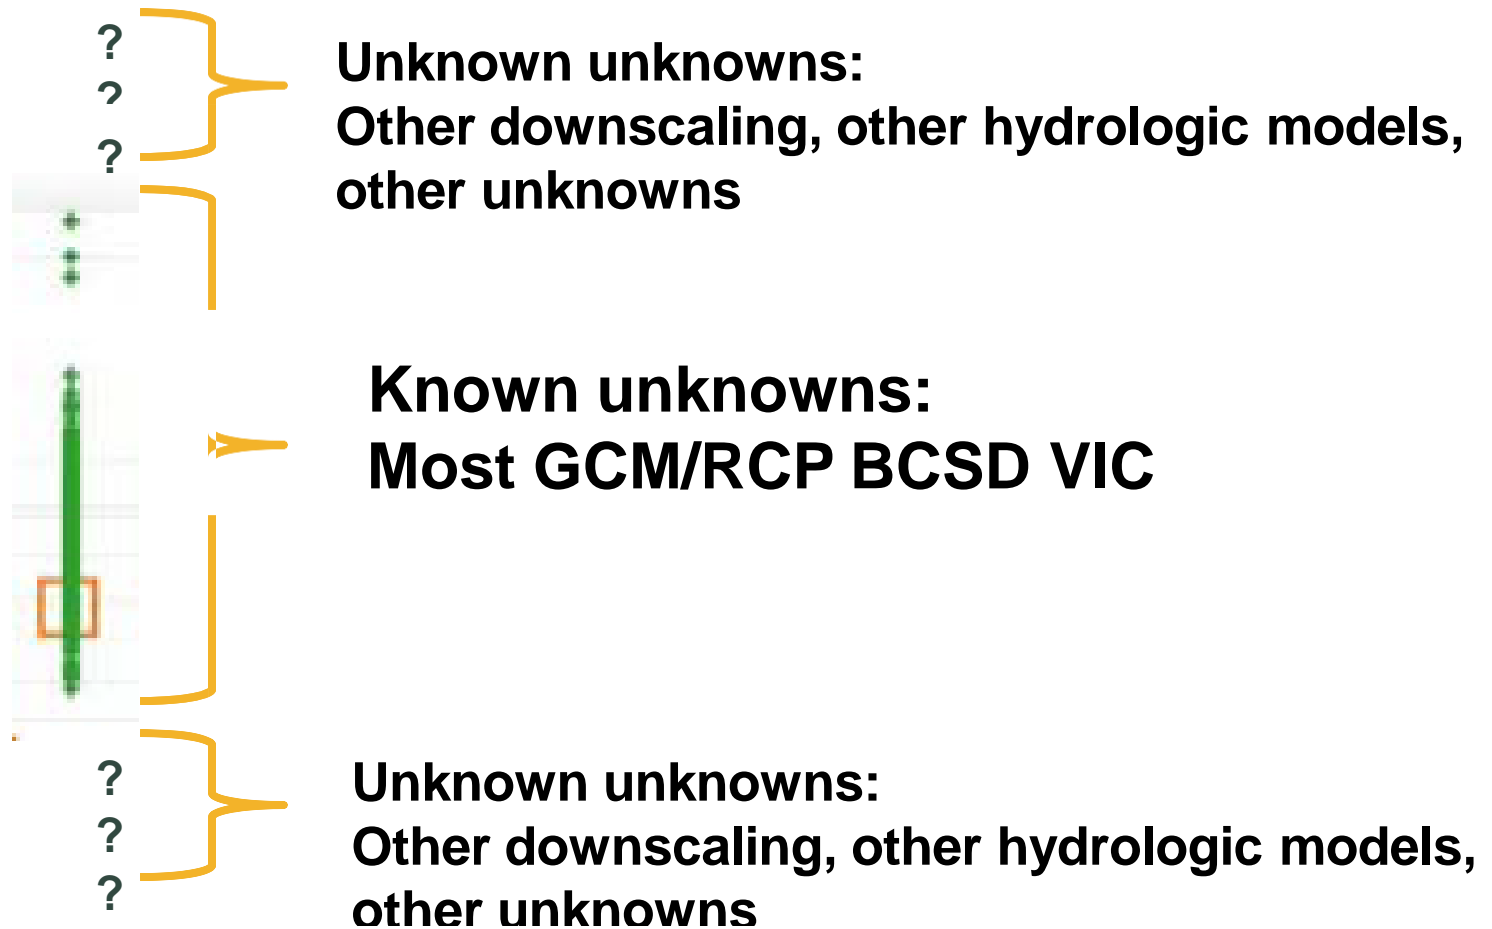 ?
?
?
Unknown unknowns:
Other downscaling, other hydrologic models,
other unknowns
Known unknowns:
Most GCM/RCP BCSD VIC
?
?
?
Unknown unknowns:
Other downscaling, other hydrologic models,
other unknowns